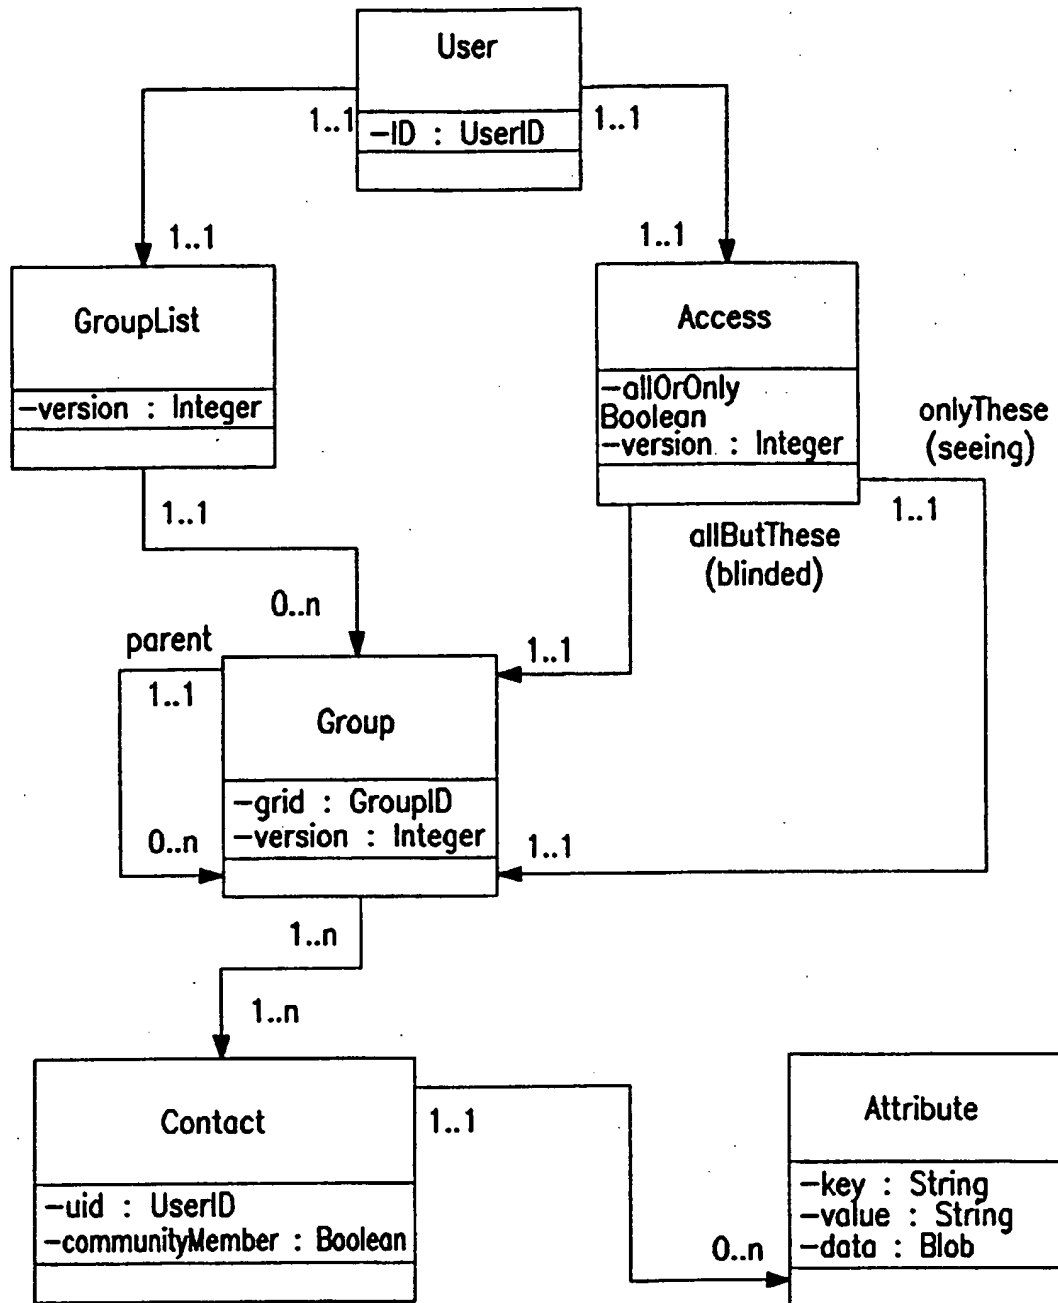 User
-ID : UserID
1..1
1..1
1..1
1..1
GroupList
-version : Integer
Access
-allOrOnly
Boolean
-version : Integer
onlyThese
(seeing)
1..1
1..1
allButThese
(blinded)
0..n
parent
1..1
1..1
Group
-grid : GroupID
-version : Integer
0..n
1..1
1..n
1..n
Contact
-uid : UserID
-communityMember : Boolean
1..1
Attribute
-key : String
-value : String
-data : Blob
0..n